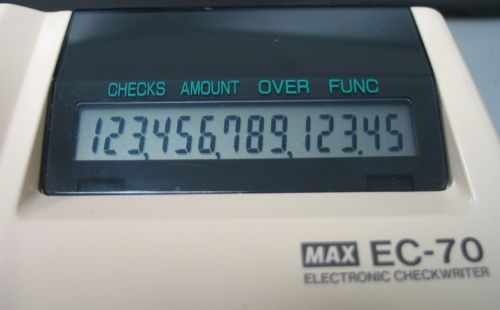 CHECKS AMOUNT OVER FUNC
123,456,789,123.45
MAX EC-70
ELECTRONIC CHECKWRITER